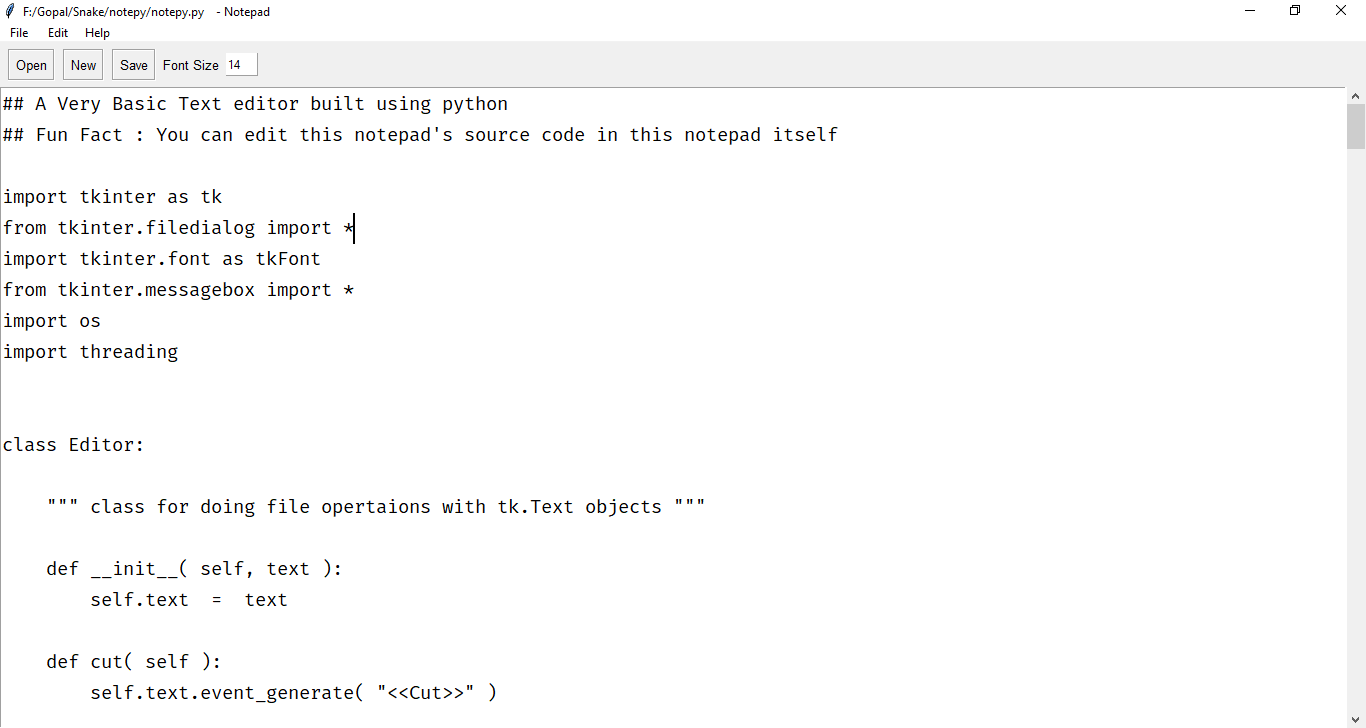 F:/Gopal/Snake/notepy/notepy.py - Notepad
File Edit Help
Open New Save Font Size 14
## A Very Basic Text editor built using python
## Fun Fact : You can edit this notepad's source code in this notepad itself
import tkinter as tk
from tkinter.filedialog import *
import tkinter.font as tkFont
from tkinter.messagebox import *
import os
import threading
class Editor:
""" class for doing file opertaions with tk.Text objects """
def __init__( self, text ):
self.text  =  text
def cut( self ):
self.text.event_generate( "<<Cut>>" )